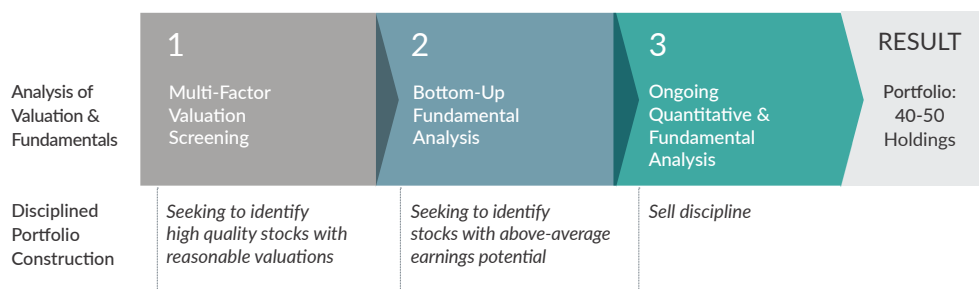 Analysis of
Valuation &
Fundamentals
1
Multi-Factor
Valuation
Screening
2
Bottom-Up
Fundamental
Analysis
3
Ongoing
Quantitative &
Fundamental
Analysis
RESULT
Portfolio:
40-50
Holdings
Disciplined
Portfolio
Construction
Seeking to identify
high quality stocks with
reasonable valuations
Seeking to identify
stocks with above-average
earnings potential
Sell discipline